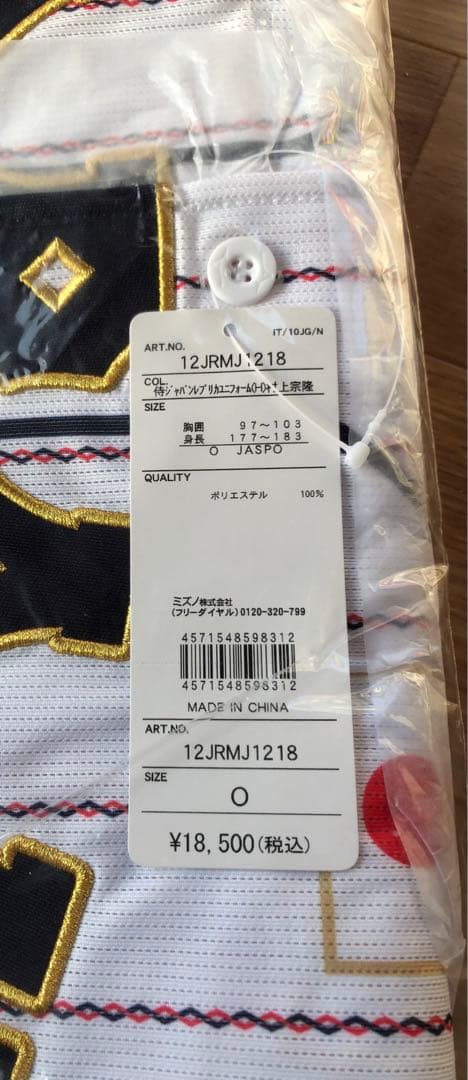 IT/10JG/N
ART.NO.
12JRMJ1218
COL.
侍ジャパンレプリカユニフォーム(H)村上宗隆
SIZE
胸囲 97~103
身長 177~183
O JASPO
QUALITY
ポリエステル 100%
ミズノ株式会社
(フリーダイヤル)0120-320-799
4571548598312
4571548598312
MADE IN CHINA
ART.NO.
12JRMJ1218
SIZE
O
¥18,500(税込)